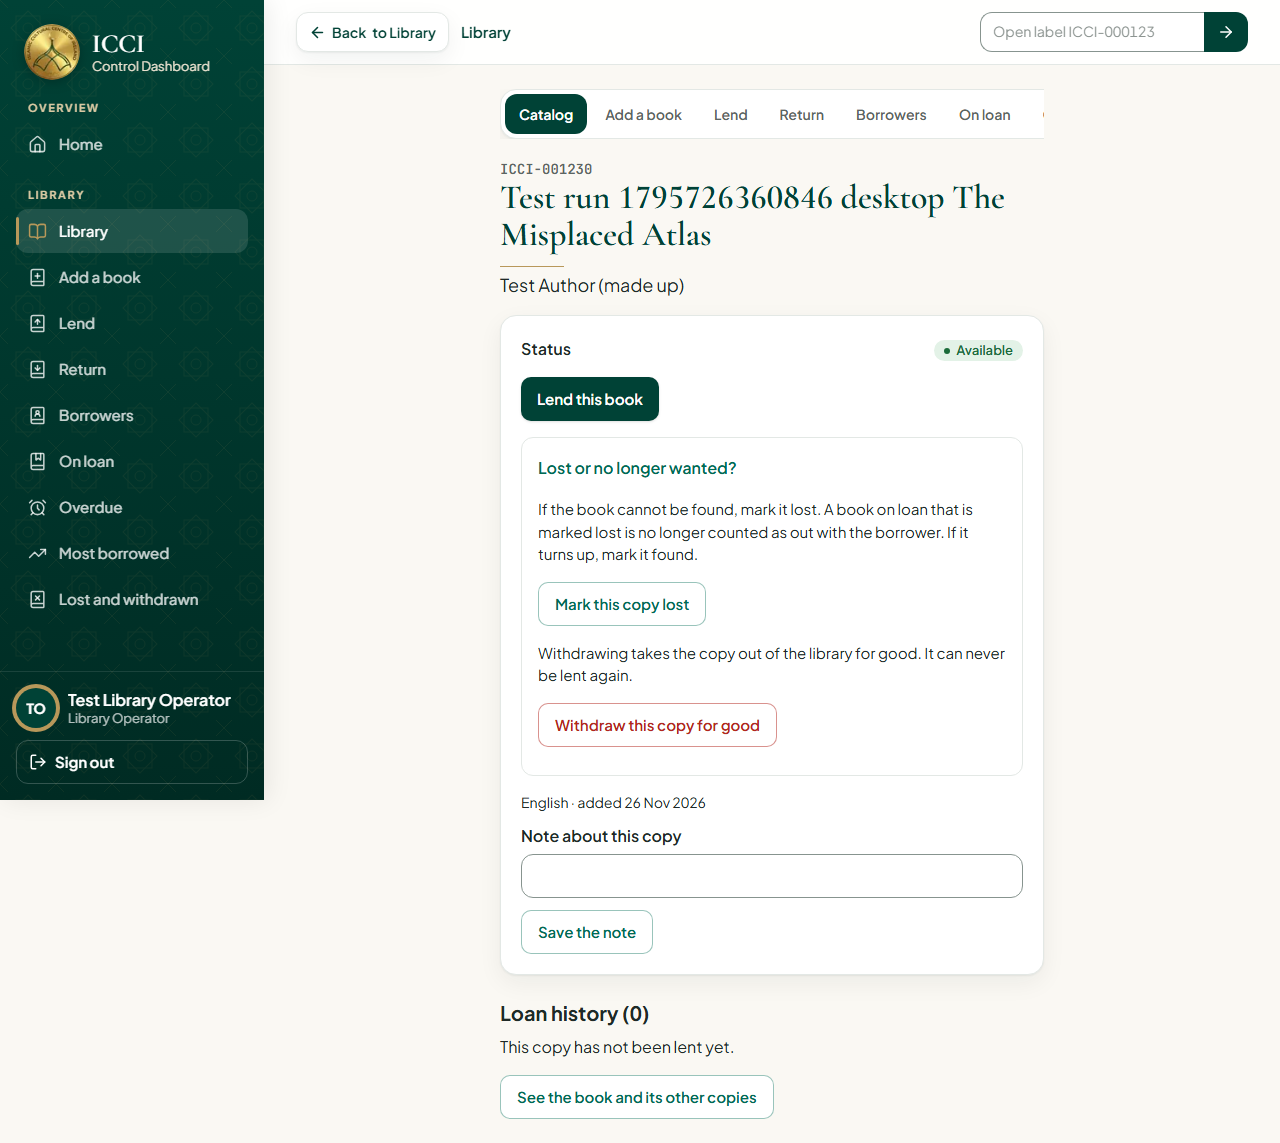 ICCI
Control Dashboard
OVERVIEW
Home
LIBRARY
Library
Add a book
Lend
Return
Borrowers
On loan
Overdue
Most borrowed
Lost and withdrawn
TO
Test Library Operator
Library Operator
Sign out
Back to Library
Library
Open label ICCI-000123
Catalog
Add a book
Lend
Return
Borrowers
On loan
ICCI-001230
Test run 1795726360846 desktop The
Misplaced Atlas
Test Author (made up)
Status
Available
Lend this book
Lost or no longer wanted?
If the book cannot be found, mark it lost. A book on loan that is
marked lost is no longer counted as out with the borrower. If it
turns up, mark it found.
Mark this copy lost
Withdrawing takes the copy out of the library for good. It can never
be lent again.
Withdraw this copy for good
English · added 26 Nov 2026
Note about this copy
Save the note
Loan history (0)
This copy has not been lent yet.
See the book and its other copies